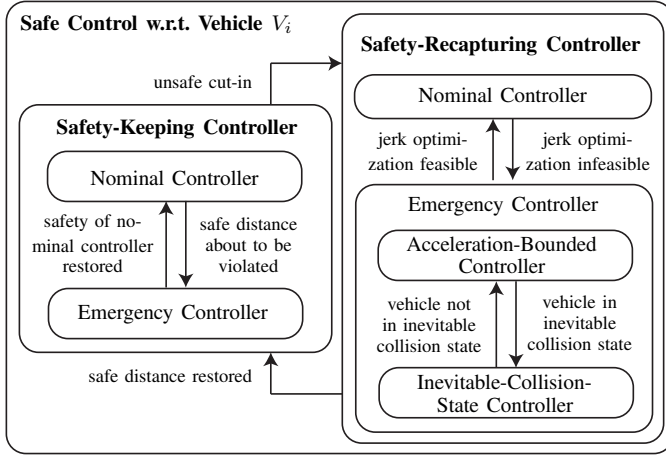 Safe Control w.r.t. Vehicle V_i
unsafe cut-in
Safety-Keeping Controller
Nominal Controller
safety of no-
minal controller
restored
safe distance
about to be
violated
Emergency Controller
safe distance restored
Safety-Recapturing Controller
Nominal Controller
jerk optimi-
zation feasible
jerk optimi-
zation infeasible
Emergency Controller
Acceleration-Bounded
Controller
vehicle not
in inevitable
collision state
vehicle in
inevitable
collision state
Inevitable-Collision-
State Controller